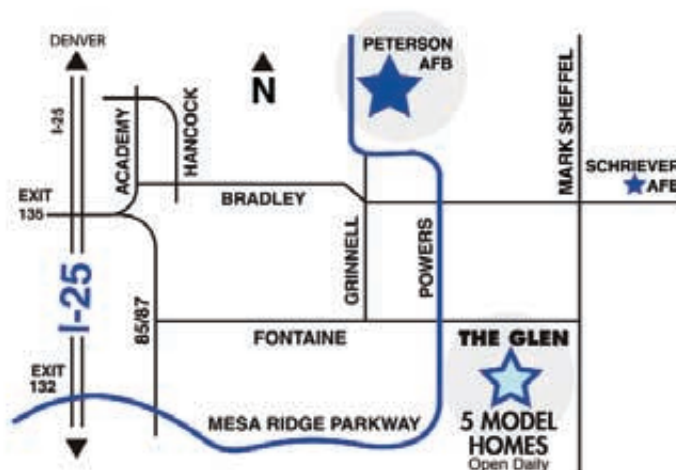 DENVER
I-25
N
ACADEMY
HANCOCK
PETERSON
AFB
MARK SHEFFEL
SCHRIEVER
AFB
EXIT
135
BRADLEY
I-25
85/87
GRINNELL
POWERS
FONTAINE
THE GLEN
EXIT
132
MESA RIDGE PARKWAY
5 MODEL
HOMES
Open Daily